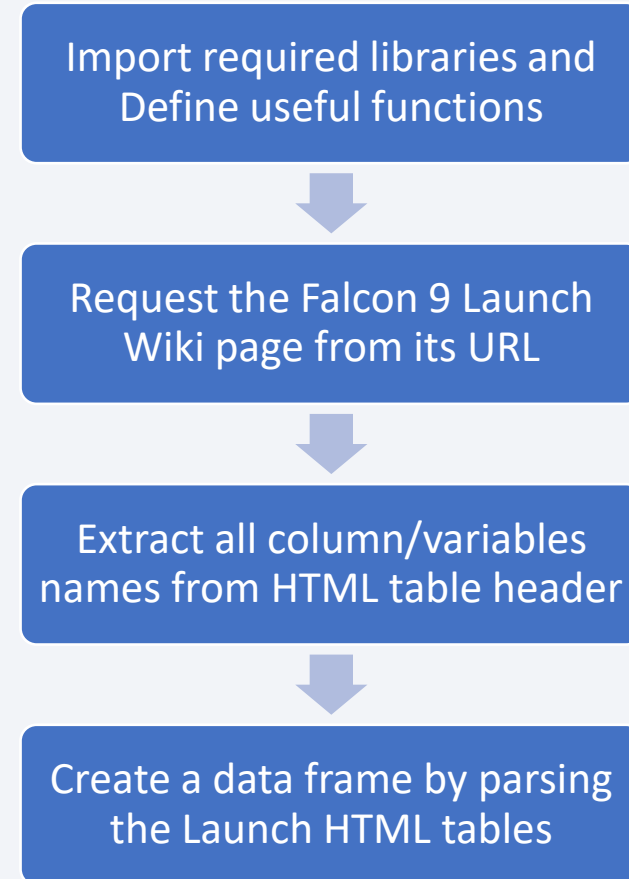 Import required libraries and
Define useful functions
Request the Falcon 9 Launch
Wiki page from its URL
Extract all column/variables
names from HTML table header
Create a data frame by parsing
the Launch HTML tables